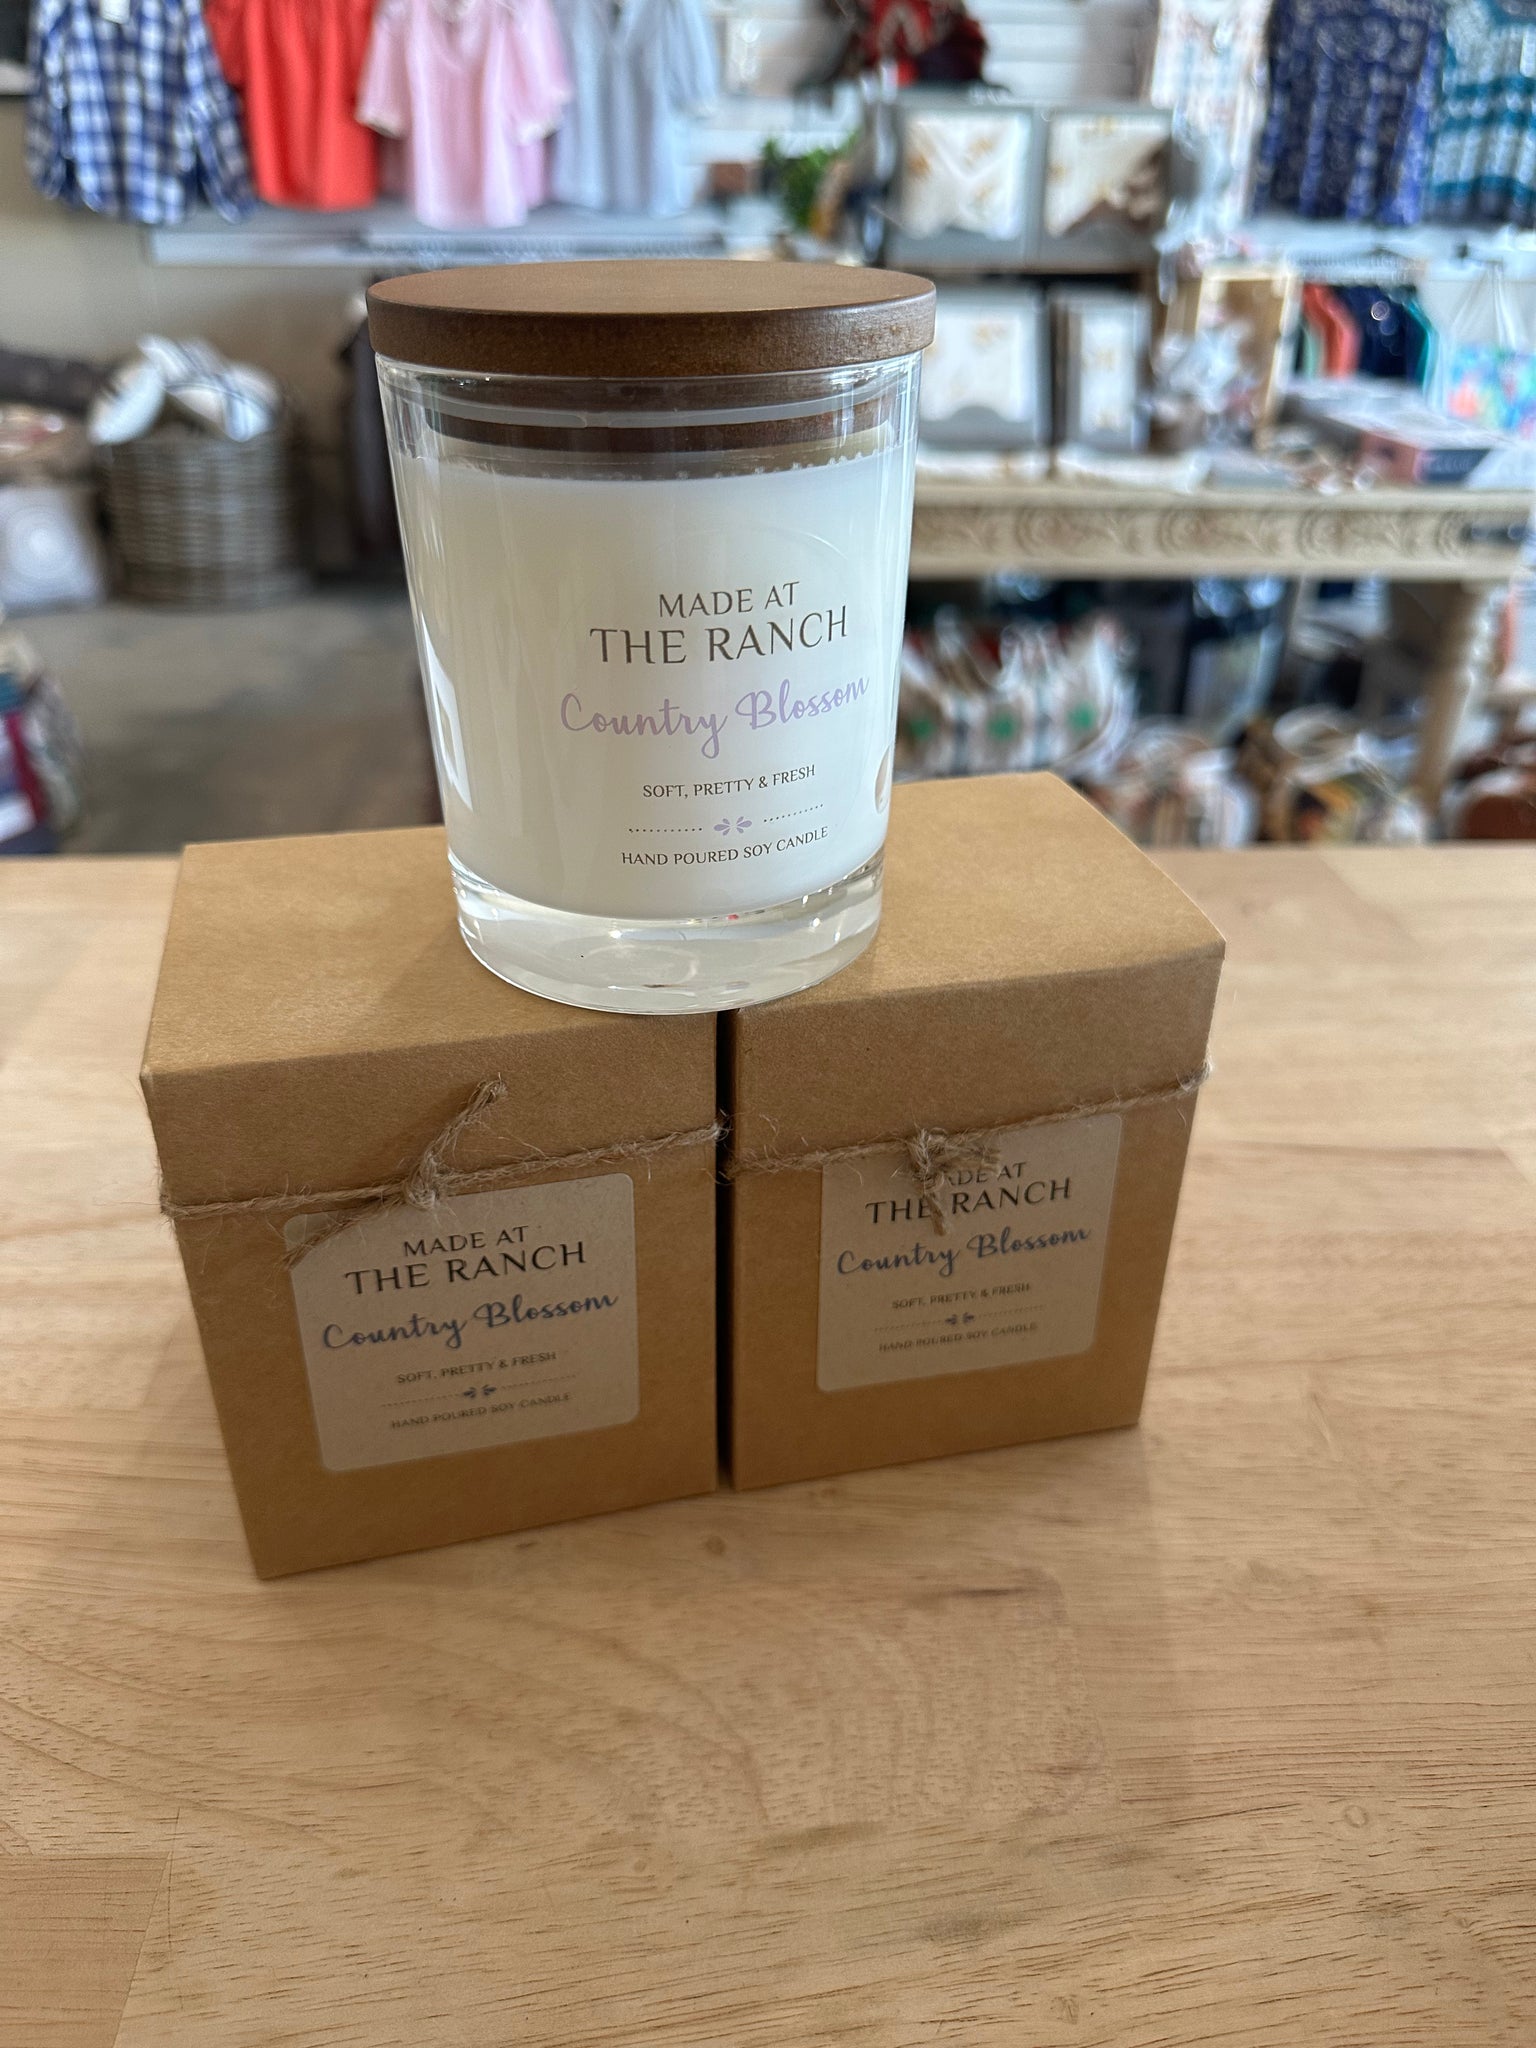 MADE AT
THE RANCH
Country Blossom
SOFT, PRETTY & FRESH
HAND POURED SOY CANDLE
MADE AT
THE RANCH
Country Blossom
SOFT, PRETTY & FRESH
HAND POURED SOY CANDLE
MADE AT
THE RANCH
Country Blossom
SOFT, PRETTY & FRESH
HAND POURED SOY CANDLE